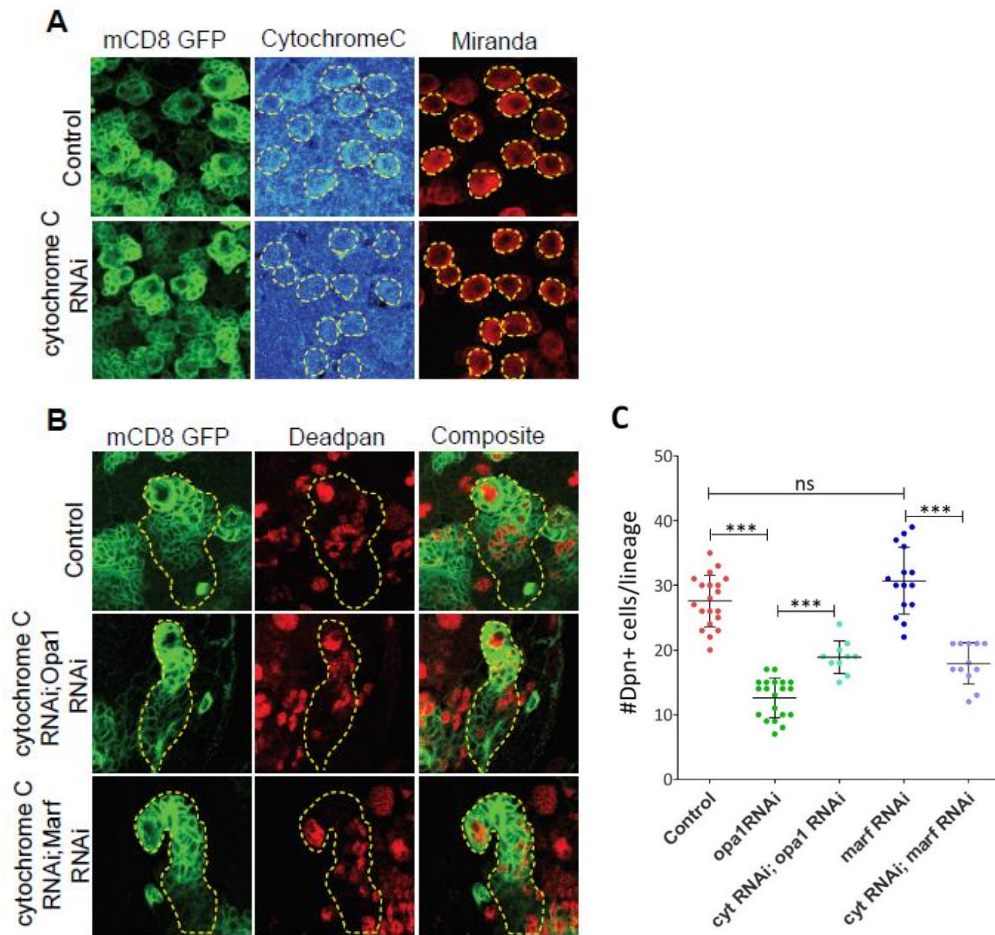 A
mCD8 GFP CytochromeC Miranda
Control
cytochrome C
RNAi
B
mCD8 GFP Deadpan Composite
Control
cytochrome C
RNAi;Opa1
RNAi
cytochrome C
RNAi;Marf
RNAi
C
#Dpn+ cells/lineage
50
40
30
20
10
0
ns
***
***
***
Control
opa1RNAi
cyt RNAi; opa1 RNAi
marf RNAi
cyt RNAi; marf RNAi